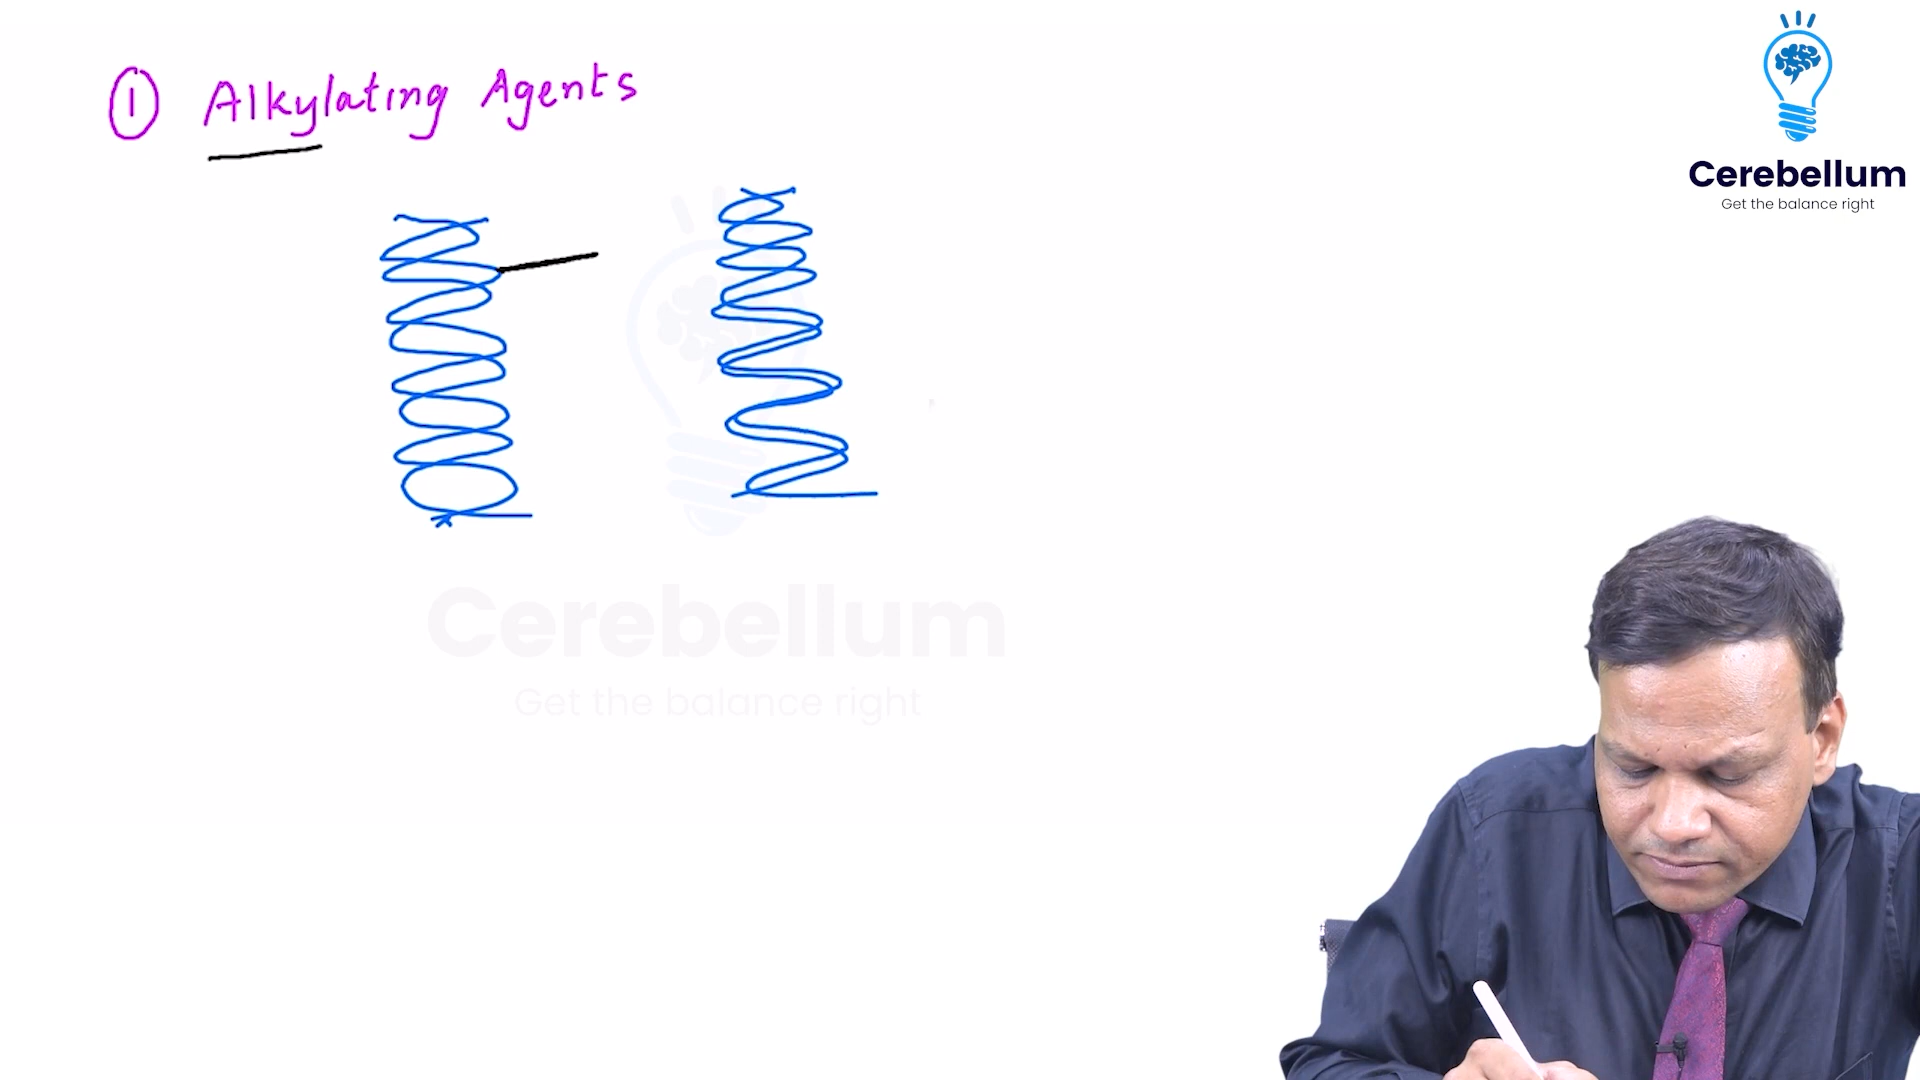 ① Alkylating Agents
Cerebellum
Get the balance right
Cerebellum
Get the balance right